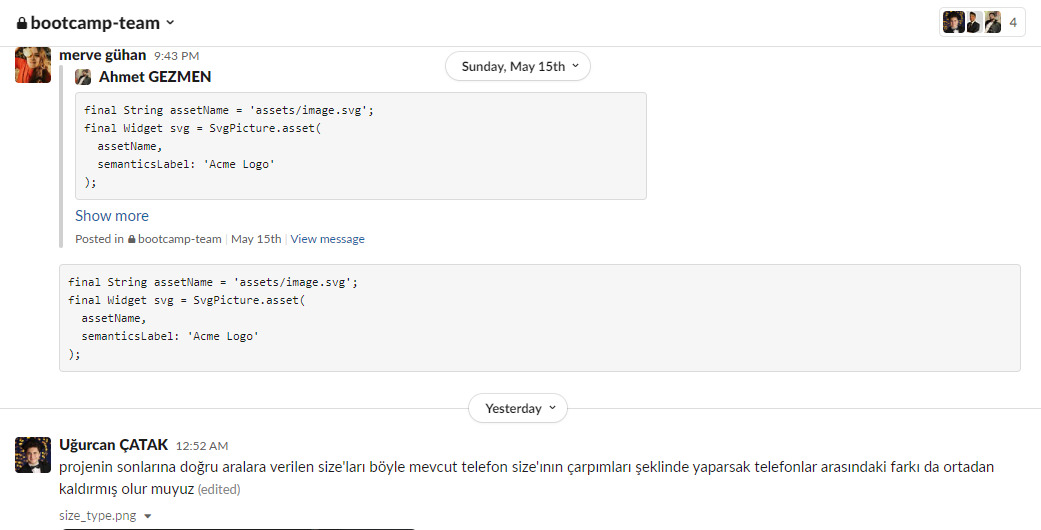 bootcamp-team
4
merve gühan 9:43 PM
Sunday, May 15th
Ahmet GEZMEN
final String assetName = 'assets/image.svg';
final Widget svg = SvgPicture.asset(
  assetName,
  semanticsLabel: 'Acme Logo'
);
Show more
Posted in bootcamp-team | May 15th | View message
final String assetName = 'assets/image.svg';
final Widget svg = SvgPicture.asset(
  assetName,
  semanticsLabel: 'Acme Logo'
);
Yesterday
Uğurcan ÇATAK 12:52 AM
projenin sonlarına doğru aralara verilen size'ları böyle mevcut telefon size'ının çarpımları şeklinde yaparsak telefonlar arasındaki farkı da ortadan
kaldırmış olur muyuz (edited)
size_type.png